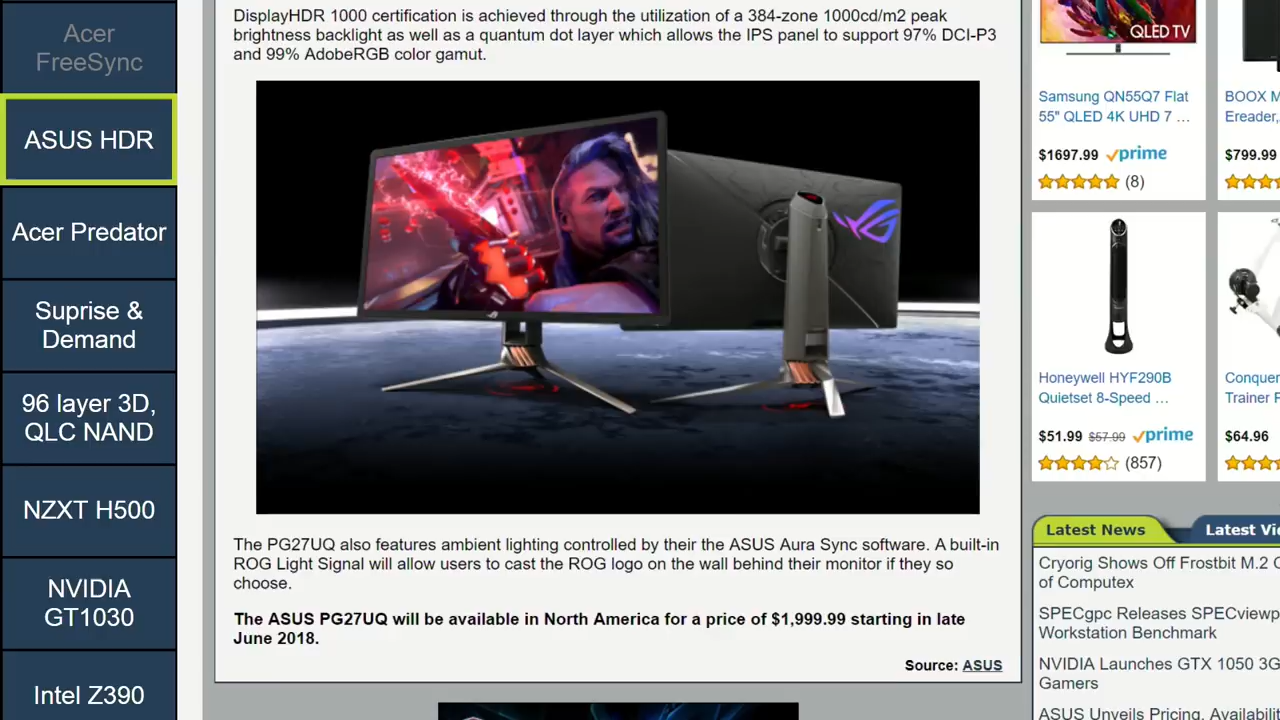 Acer
FreeSync
ASUS HDR
Acer Predator
Suprise &
Demand
96 layer 3D,
QLC NAND
NZXT H500
NVIDIA
GT1030
Intel Z390
DisplayHDR 1000 certification is achieved through the utilization of a 384-zone 1000cd/m2 peak
brightness backlight as well as a quantum dot layer which allows the IPS panel to support 97% DCI-P3
and 99% AdobeRGB color gamut.
The PG27UQ also features ambient lighting controlled by their the ASUS Aura Sync software. A built-in
ROG Light Signal will allow users to cast the ROG logo on the wall behind their monitor if they so
choose.
The ASUS PG27UQ will be available in North America for a price of $1,999.99 starting in late
June 2018.
Source: ASUS
QLED TV
Samsung QN55Q7 Flat
55" QLED 4K UHD 7 ...
$1697.99 prime
(8)
BOOX M
Ereader,
$799.99
Honeywell HYF290B
Quietset 8-Speed ...
$51.99 $57.99 prime
(857)
Conquer
Trainer F
$64.96
Latest News
Latest Vi
Cryorig Shows Off Frostbit M.2 C
of Computex
SPECgpc Releases SPECviewp
Workstation Benchmark
NVIDIA Launches GTX 1050 3G
Gamers
ASUS Unveils Pricing, Availabilit